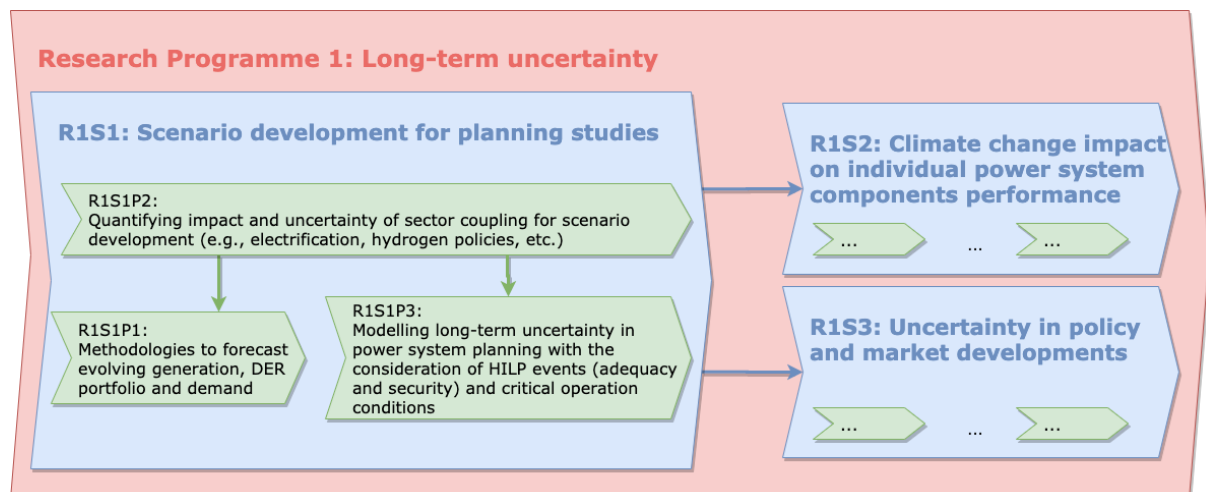 Research Programme 1: Long-term uncertainty
R1S1: Scenario development for planning studies
R1S1P2:
Quantifying impact and uncertainty of sector coupling for scenario
development (e.g., electrification, hydrogen policies, etc.)
R1S1P1:
Methodologies to forecast
evolving generation, DER
portfolio and demand
R1S1P3:
Modelling long-term uncertainty in
power system planning with the
consideration of HILP events (adequacy
and security) and critical operation
conditions
R1S2: Climate change impact
on individual power system
components performance
... ... ...
R1S3: Uncertainty in policy
and market developments
... ... ...